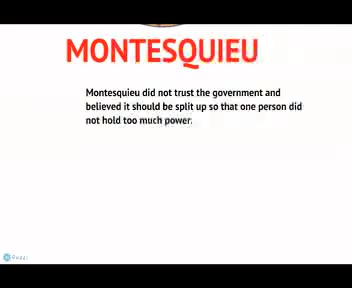 MONTESQUIEU
Montesquieu did not trust the government and
believed it should be split up so that one person did
not hold too much power.